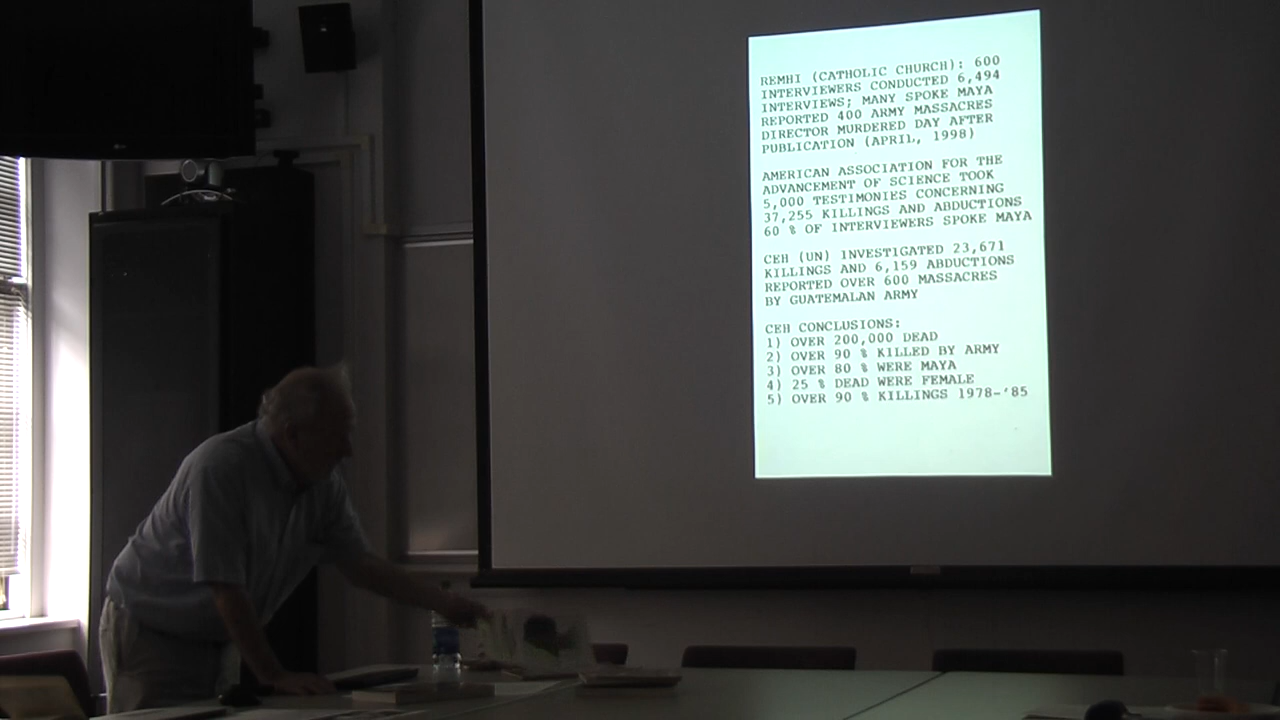 REMHI (CATHOLIC CHURCH): 600
INTERVIEWERS CONDUCTED 6,494
INTERVIEWS; MANY SPOKE MAYA
REPORTED 400 ARMY MASSACRES
DIRECTOR MURDERED DAY AFTER
PUBLICATION (APRIL, 1998)
AMERICAN ASSOCIATION FOR THE
ADVANCEMENT OF SCIENCE TOOK
5,000 TESTIMONIES CONCERNING
37,255 KILLINGS AND ABDUCTIONS
60 % OF INTERVIEWERS SPOKE MAYA
CEH (UN) INVESTIGATED 23,671
KILLINGS AND 6,159 ABDUCTIONS
REPORTED OVER 600 MASSACRES
BY GUATEMALAN ARMY
CEH CONCLUSIONS:
1) OVER 200,000 DEAD
2) OVER 90 % KILLED BY ARMY
3) OVER 80 % WERE MAYA
4) 25 % DEAD WERE FEMALE
5) OVER 90 % KILLINGS 1978-'85